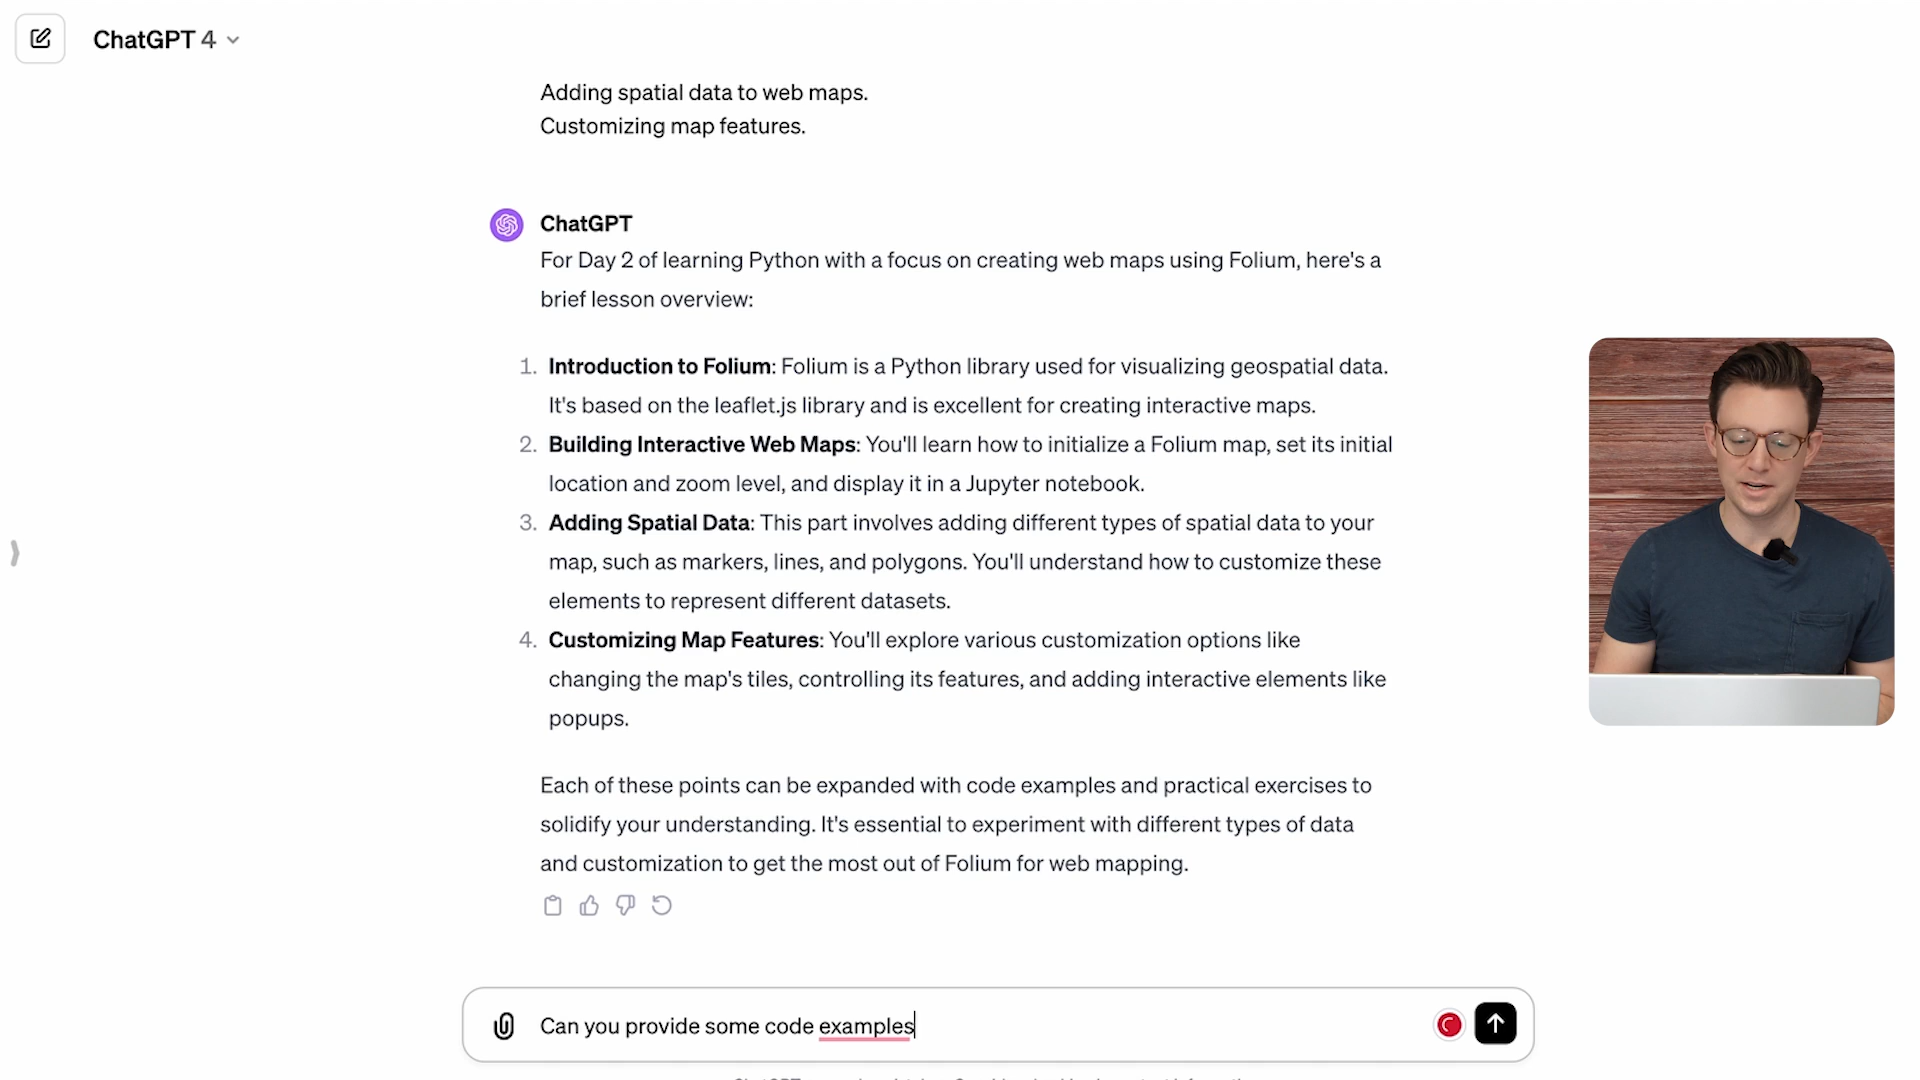 ChatGPT 4
Adding spatial data to web maps.
Customizing map features.
ChatGPT
For Day 2 of learning Python with a focus on creating web maps using Folium, here's a
brief lesson overview:
1. Introduction to Folium: Folium is a Python library used for visualizing geospatial data.
It's based on the leaflet.js library and is excellent for creating interactive maps.
2. Building Interactive Web Maps: You'll learn how to initialize a Folium map, set its initial
location and zoom level, and display it in a Jupyter notebook.
3. Adding Spatial Data: This part involves adding different types of spatial data to your
map, such as markers, lines, and polygons. You'll understand how to customize these
elements to represent different datasets.
4. Customizing Map Features: You'll explore various customization options like
changing the map's tiles, controlling its features, and adding interactive elements like
popups.
Each of these points can be expanded with code examples and practical exercises to
solidify your understanding. It's essential to experiment with different types of data
and customization to get the most out of Folium for web mapping.
Can you provide some code examples